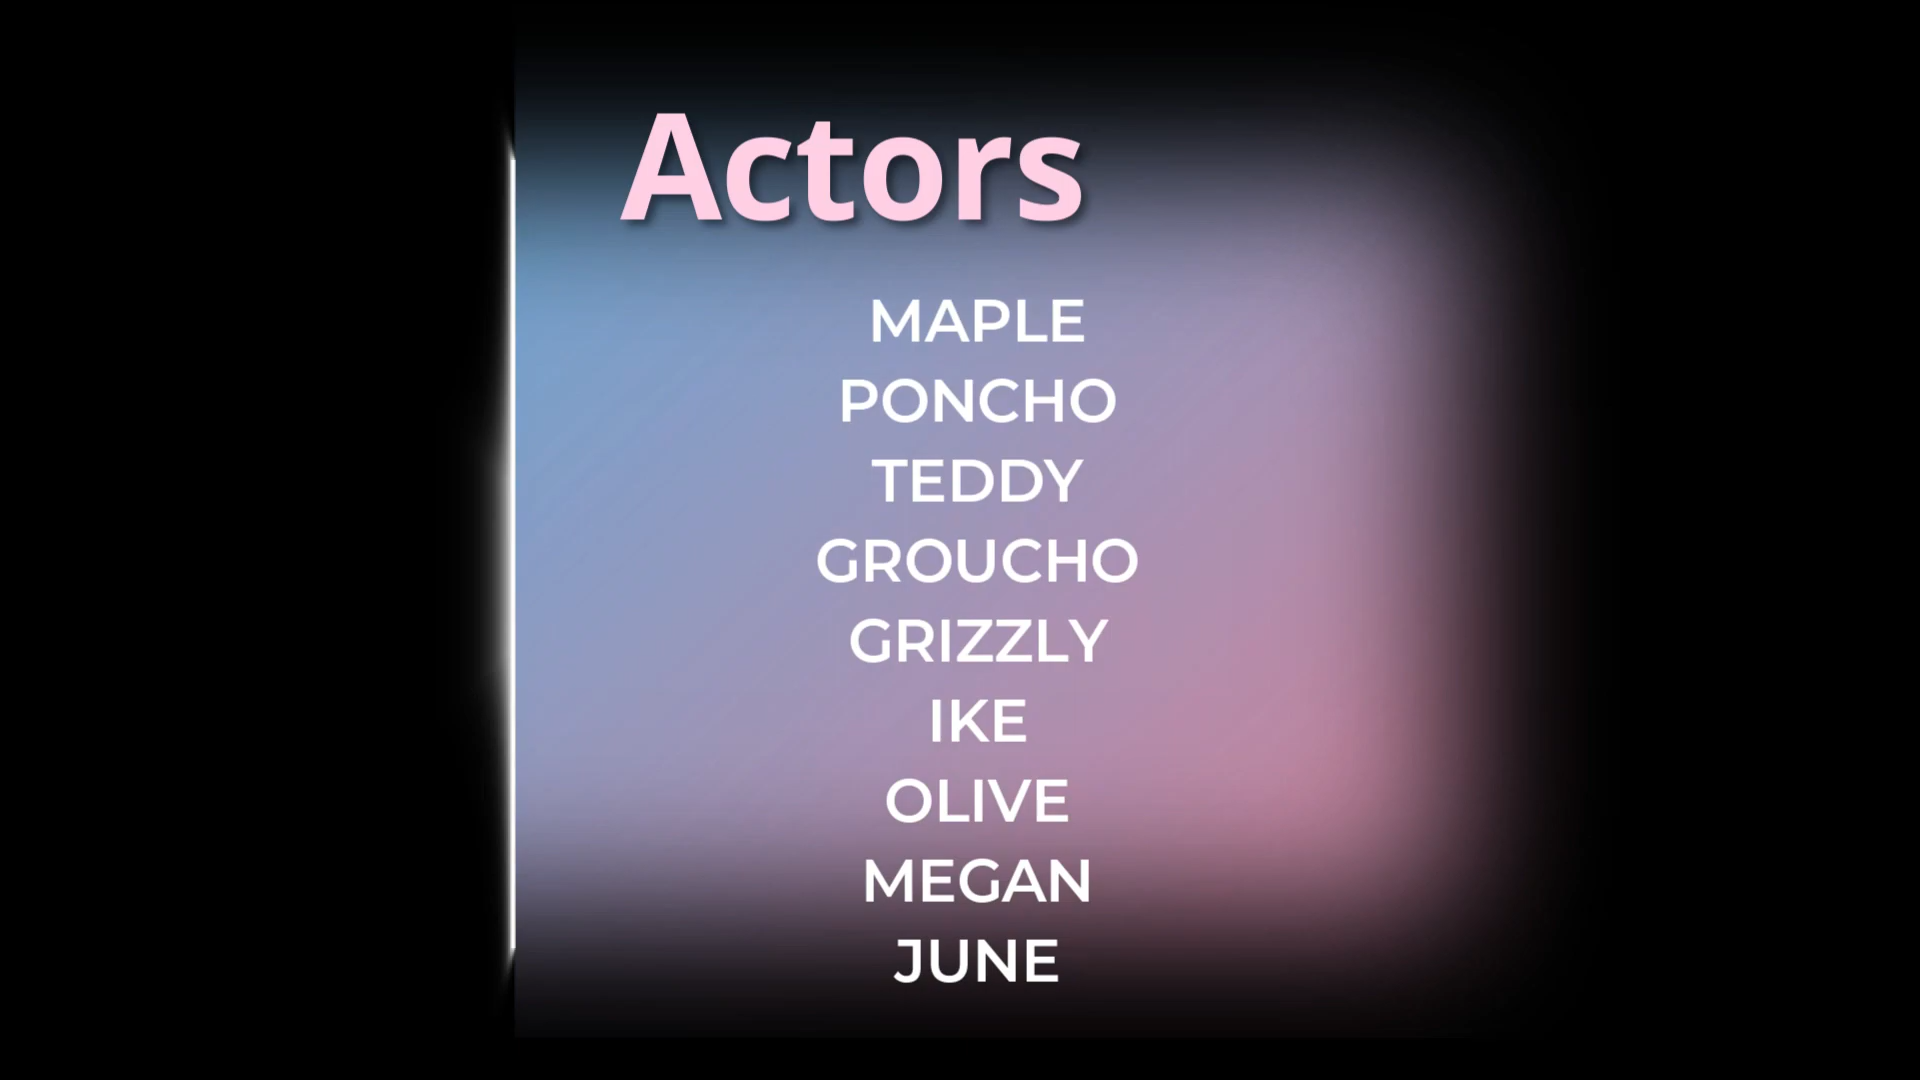 Actors
MAPLE
PONCHO
TEDDY
GROUCHO
GRIZZLY
IKE
OLIVE
MEGAN
JUNE